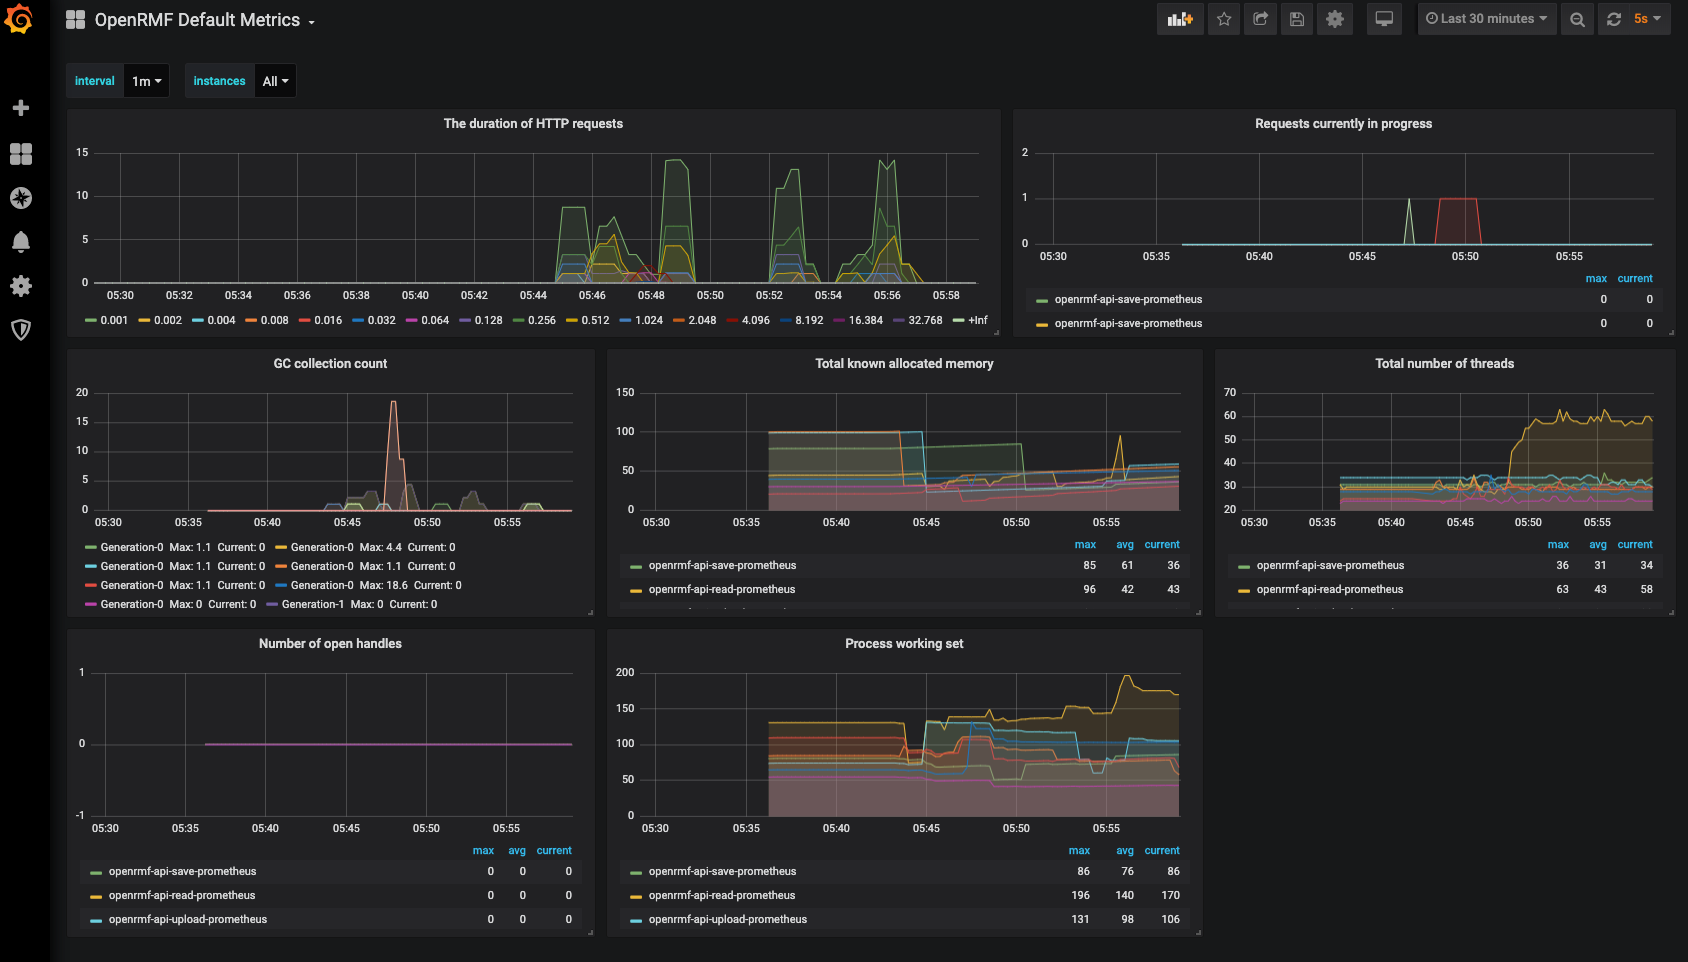 OpenRMF Default Metrics
Last 30 minutes
5s
interval 1m instances All
The duration of HTTP requests
15
10
5
0
05:30 05:32 05:34 05:36 05:38 05:40 05:42 05:44 05:46 05:48 05:50 05:52 05:54 05:56 05:58
0.001 0.002 0.004 0.008 0.016 0.032 0.064 0.128 0.256 0.512 1.024 2.048 4.096 8.192 16.384 32.768 +Inf
Requests currently in progress
2
1
0
05:30 05:35 05:40 05:45 05:50 05:55
max current
openrmf-api-save-prometheus 0 0
openrmf-api-save-prometheus 0 0
GC collection count
20
15
10
5
0
05:30 05:35 05:40 05:45 05:50 05:55
Generation-0 Max: 1.1 Current: 0 Generation-0 Max: 4.4 Current: 0
Generation-0 Max: 1.1 Current: 0 Generation-0 Max: 1.1 Current: 0
Generation-0 Max: 1.1 Current: 0 Generation-0 Max: 18.6 Current: 0
Generation-0 Max: 0 Current: 0 Generation-1 Max: 0 Current: 0
Total known allocated memory
150
100
50
0
05:30 05:35 05:40 05:45 05:50 05:55
max avg current
openrmf-api-save-prometheus 85 61 36
openrmf-api-read-prometheus 96 42 43
Total number of threads
70
60
50
40
30
20
05:30 05:35 05:40 05:45 05:50 05:55
max avg current
openrmf-api-save-prometheus 36 31 34
openrmf-api-read-prometheus 63 43 58
Number of open handles
1
0
-1
05:30 05:35 05:40 05:45 05:50 05:55
max avg current
openrmf-api-save-prometheus 0 0 0
openrmf-api-read-prometheus 0 0 0
openrmf-api-upload-prometheus 0 0 0
Process working set
200
150
100
50
0
05:30 05:35 05:40 05:45 05:50 05:55
max avg current
openrmf-api-save-prometheus 86 76 86
openrmf-api-read-prometheus 196 140 170
openrmf-api-upload-prometheus 131 98 106